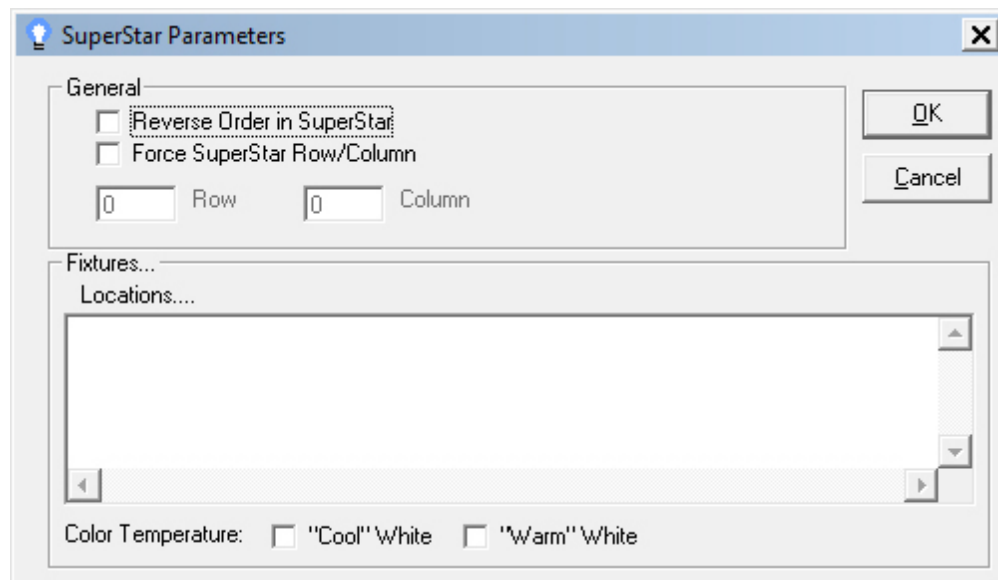 SuperStar Parameters
General
Reverse Order in SuperStar
Force SuperStar Row/Column
0 Row 0 Column
OK
Cancel
Fixtures...
Locations....
Color Temperature: "Cool" White "Warm" White